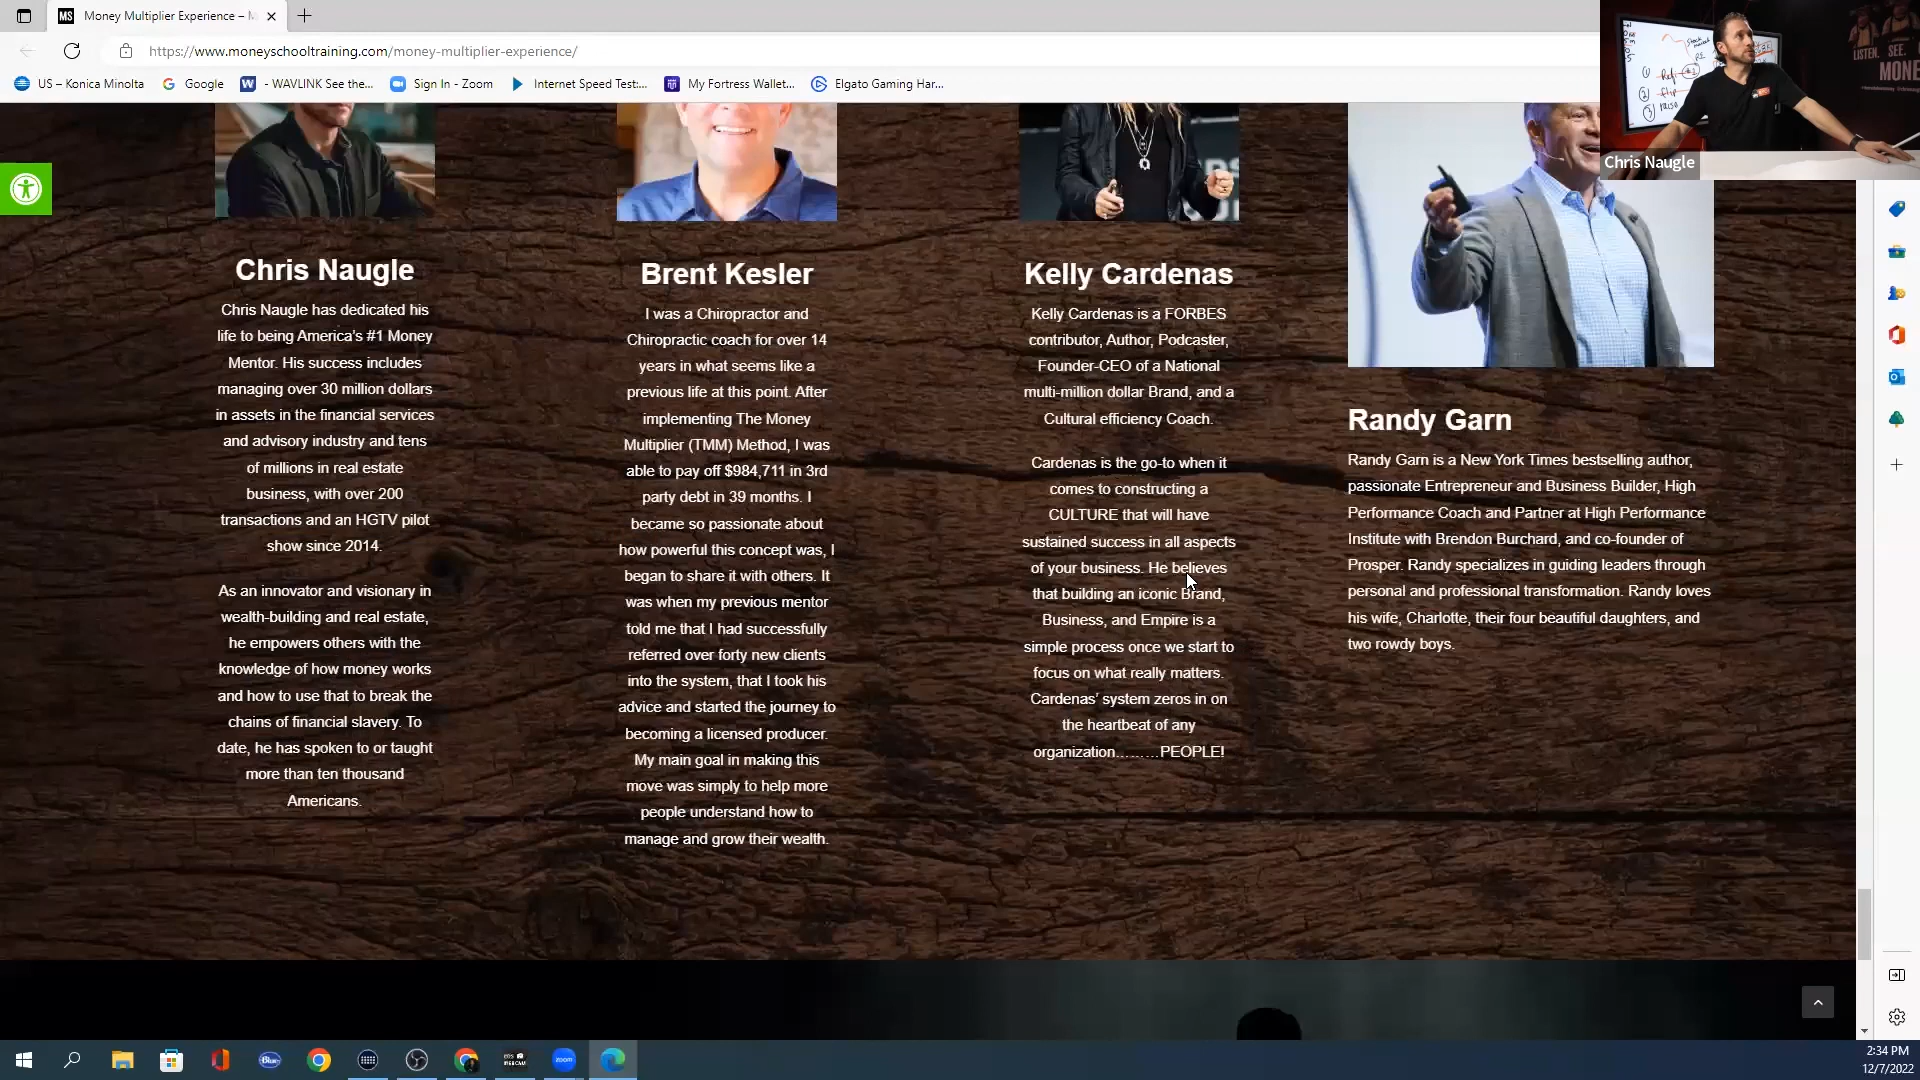 Money Multiplier Experience – M
https://www.moneyschooltraining.com/money-multiplier-experience/
US – Konica Minolta
Google
- WAVLINK See the...
Sign In - Zoom
Internet Speed Test:...
My Fortress Wallet...
Elgato Gaming Har...
LISTEN. SEE.
MONE
Chris Naugle
Chris Naugle
Chris Naugle has dedicated his
life to being America's #1 Money
Mentor. His success includes
managing over 30 million dollars
in assets in the financial services
and advisory industry and tens
of millions in real estate
business, with over 200
transactions and an HGTV pilot
show since 2014.
As an innovator and visionary in
wealth-building and real estate,
he empowers others with the
knowledge of how money works
and how to use that to break the
chains of financial slavery. To
date, he has spoken to or taught
more than ten thousand
Americans.
Brent Kesler
I was a Chiropractor and
Chiropractic coach for over 14
years in what seems like a
previous life at this point. After
implementing The Money
Multiplier (TMM) Method, I was
able to pay off $984,711 in 3rd
party debt in 39 months. I
became so passionate about
how powerful this concept was, I
began to share it with others. It
was when my previous mentor
told me that I had successfully
referred over forty new clients
into the system, that I took his
advice and started the journey to
becoming a licensed producer.
My main goal in making this
move was simply to help more
people understand how to
manage and grow their wealth.
Kelly Cardenas
Kelly Cardenas is a FORBES
contributor, Author, Podcaster,
Founder-CEO of a National
multi-million dollar Brand, and a
Cultural efficiency Coach.
Cardenas is the go-to when it
comes to constructing a
CULTURE that will have
sustained success in all aspects
of your business. He believes
that building an iconic Brand,
Business, and Empire is a
simple process once we start to
focus on what really matters.
Cardenas' system zeros in on
the heartbeat of any
organization………PEOPLE!
Randy Garn
Randy Garn is a New York Times bestselling author,
passionate Entrepreneur and Business Builder, High
Performance Coach and Partner at High Performance
Institute with Brendon Burchard, and co-founder of
Prosper. Randy specializes in guiding leaders through
personal and professional transformation. Randy loves
his wife, Charlotte, their four beautiful daughters, and
two rowdy boys.
2:34 PM
12/7/2022